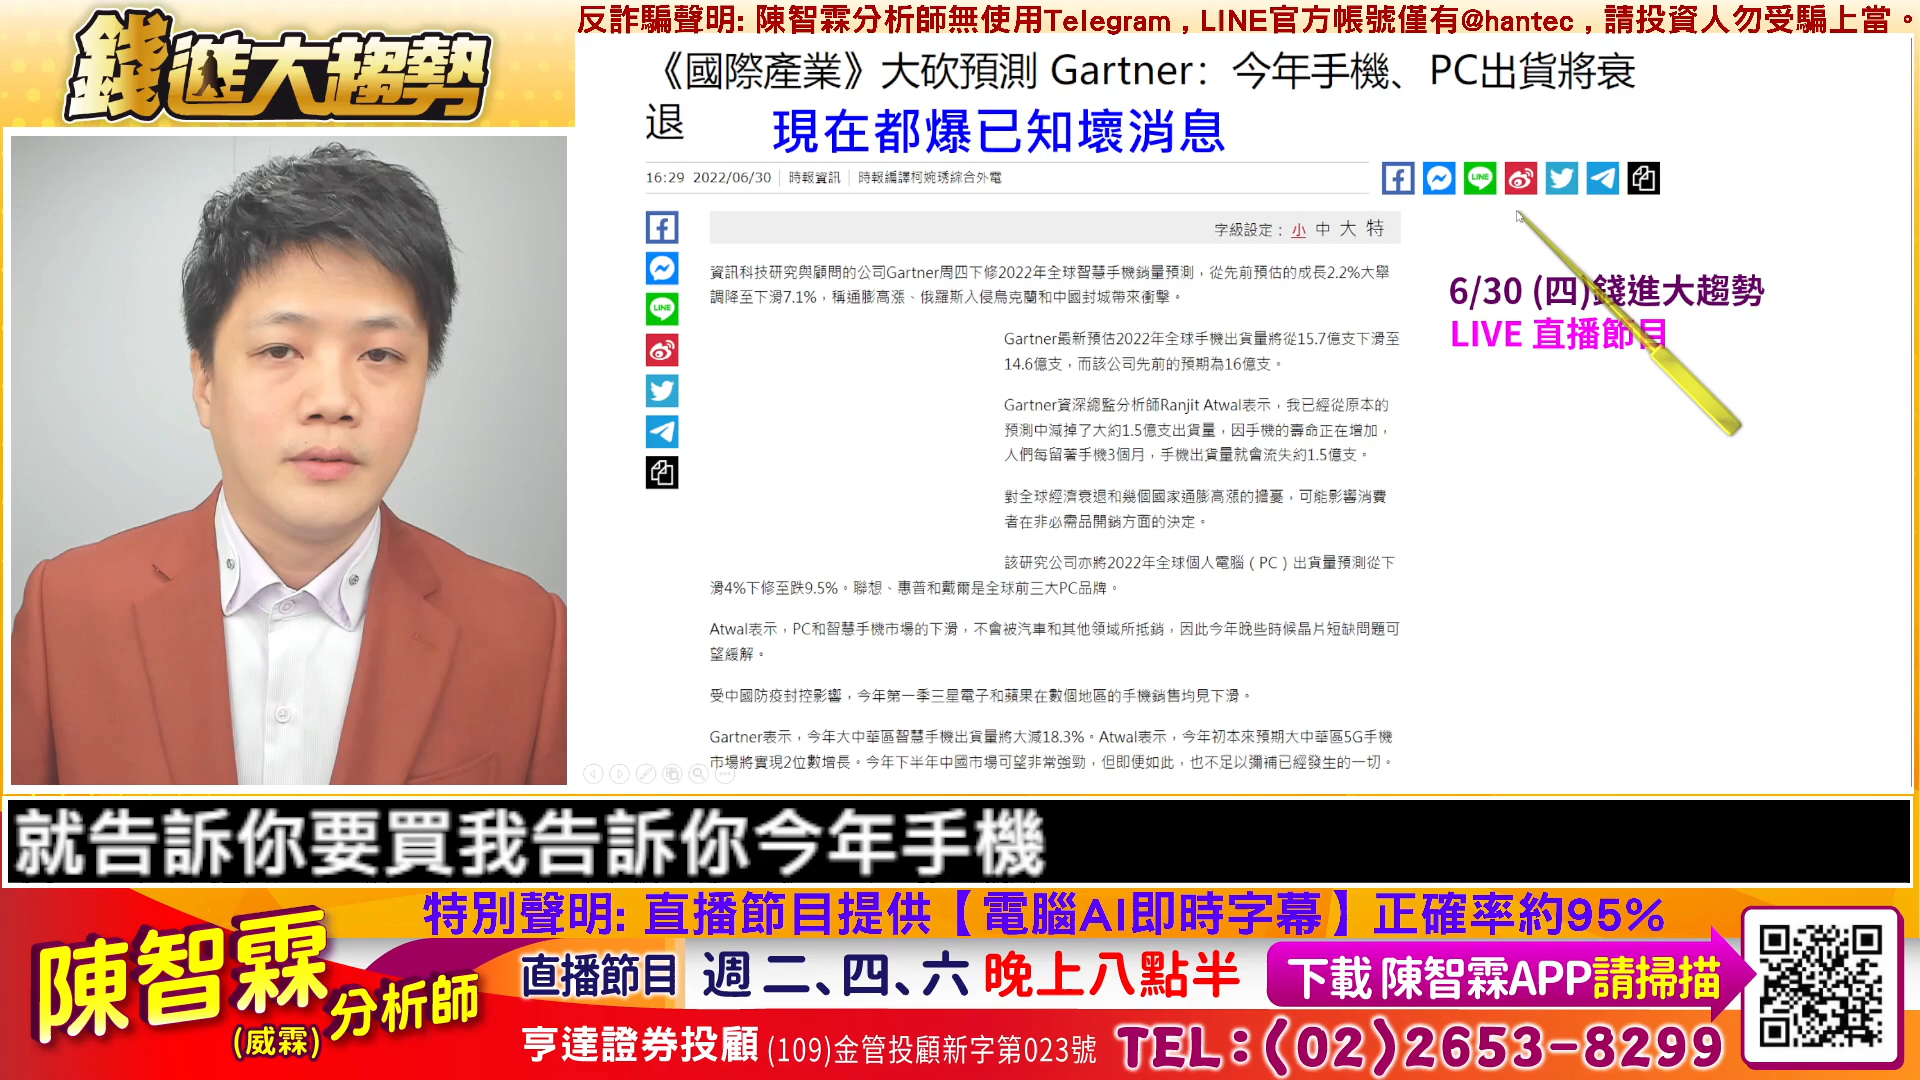 反詐騙聲明: 陳智霖分析師無使用Telegram , LINE官方帳號僅有@hantec , 請投資人勿受騙上當。
錢進大趨勢
《國際產業》大砍預測 Gartner：今年手機、PC出貨將衰
退
現在都爆已知壞消息
16:29 2022/06/30 時報資訊 時報編譯柯婉琇綜合外電
字級設定： 小 中 大 特
資訊科技研究與顧問的公司Gartner周四下修2022年全球智慧手機銷量預測，從先前預估的成長2.2%大舉
調降至下滑7.1%，稱通膨高漲、俄羅斯入侵烏克蘭和中國封城帶來衝擊。
Gartner最新預估2022年全球手機出貨量將從15.7億支下滑至
14.6億支，而該公司先前的預期為16億支。
Gartner資深總監分析師Ranjit Atwal表示，我已經從原本的
預測中減掉了大約1.5億支出貨量，因手機的壽命正在增加，
人們每留著手機3個月，手機出貨量就會流失約1.5億支。
對全球經濟衰退和幾個國家通膨高漲的擔憂，可能影響消費
者在非必需品開銷方面的決定。
該研究公司亦將2022年全球個人電腦（PC）出貨量預測從下
滑4%下修至跌9.5%。聯想、惠普和戴爾是全球前三大PC品牌。
Atwal表示，PC和智慧手機市場的下滑，不會被汽車和其他領域所抵銷，因此今年晚些時候晶片短缺問題可
望緩解。
受中國防疫封控影響，今年第一季三星電子和蘋果在數個地區的手機銷售均見下滑。
Gartner表示，今年大中華區智慧手機出貨量將大減18.3%。Atwal表示，今年初本來預期大中華區5G手機
市場將實現2位數增長。今年下半年中國市場可望非常強勁，但即便如此，也不足以彌補已經發生的一切。
6/30 (四)錢進大趨勢
LIVE 直播節目
就告訴你要買我告訴你今年手機
特別聲明: 直播節目提供【電腦AI即時字幕】正確率約95%
陳智霖
(威霖)
分析師
直播節目 週二、四、六 晚上八點半
下載 陳智霖APP請掃描
亨達證券投顧 (109)金管投顧新字第023號 TEL:(02)2653-8299